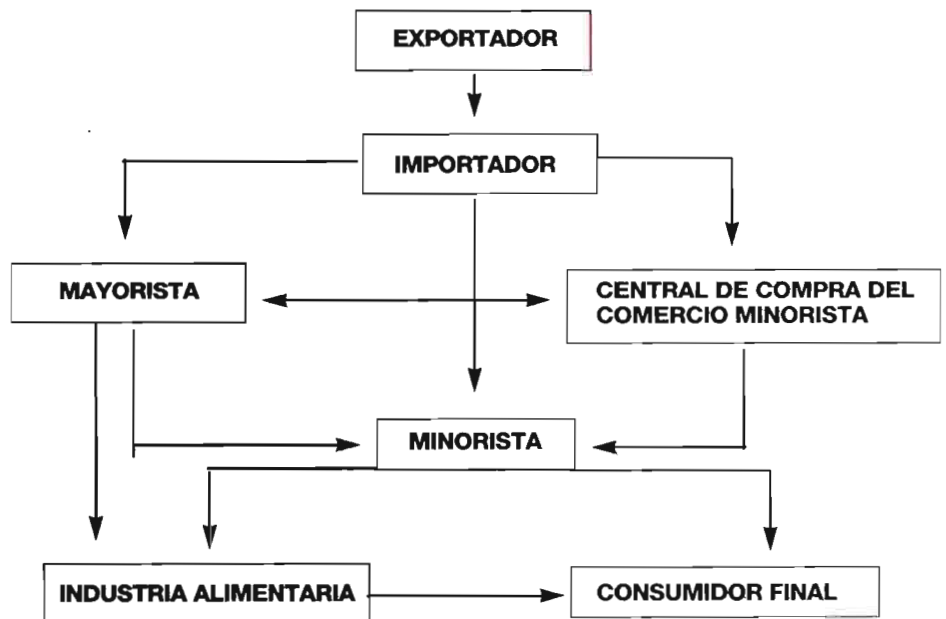 EXPORTADOR
IMPORTADOR
MAYORISTA
CENTRAL DE COMPRA DEL
COMERCIO MINORISTA
MINORISTA
INDUSTRIA ALIMENTARIA
CONSUMIDOR FINAL